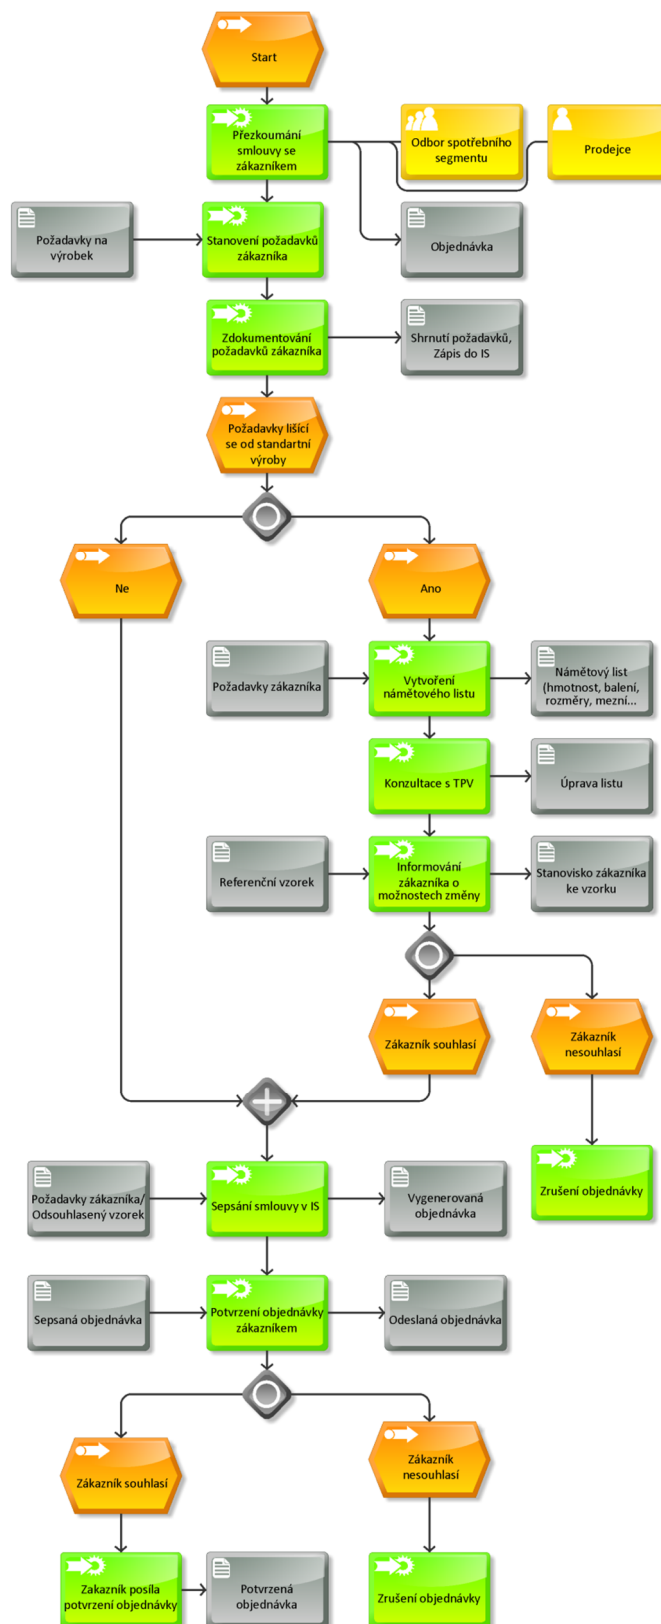 Start
Přezkoumání
smlouvy se
zákazníkem
Odbor spotřebního
segmentu
Prodejce
Požadavky na
výrobek
Stanovení požadavků
zákazníka
Objednávka
Zdokumentování
požadavků zákazníka
Shrnutí požadavků,
Zápis do IS
Požadavky lišící
se od standartní
výroby
Ne
Ano
Požadavky zákazníka
Vytvoření
námětového listu
Námětový list
(hmotnost, balení,
rozměry, mezní...
Konzultace s TPV
Úprava listu
Referenční vzorek
Informování
zákazníka o
možnostech změny
Stanovisko zákazníka
ke vzorku
Zákazník souhlasí
Zákazník
nesouhlasí
Požadavky zákazníka/
Odsouhlasený vzorek
Sepsání smlouvy v IS
Vygenerovaná
objednávka
Zrušení objednávky
Sepsaná objednávka
Potvrzení objednávky
zákazníkem
Odeslaná objednávka
Zákazník souhlasí
Zákazník
nesouhlasí
Zakazník posíla
potvrzení objednávky
Potvrzená
objednávka
Zrušení objednávky